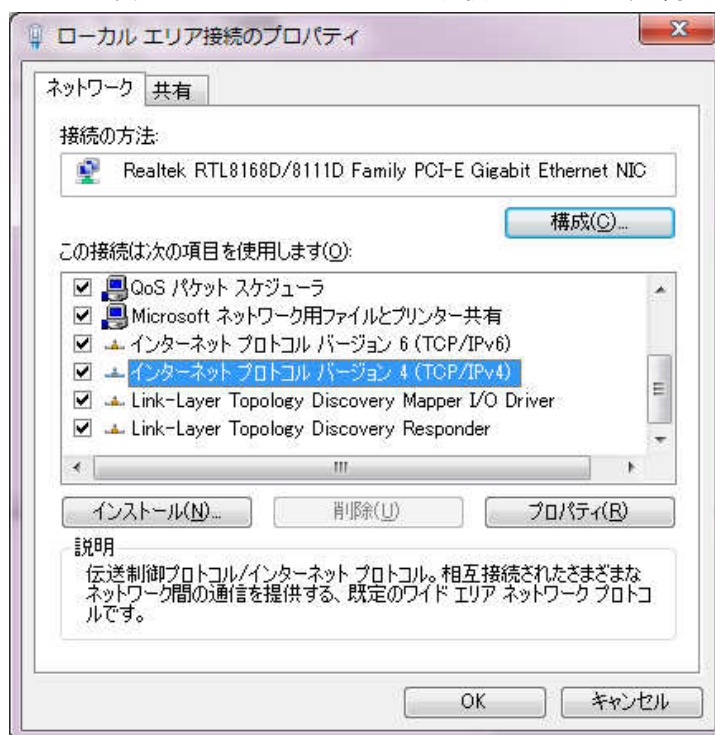 ローカル エリア接続のプロパティ
ネットワーク 共有
接続の方法:
Realtek RTL8168D/8111D Family PCI-E Gigabit Ethernet NIC
構成(C)...
この接続は次の項目を使用します(O):
QoS パケット スケジューラ
Microsoft ネットワーク用ファイルとプリンター共有
インターネット プロトコル バージョン 6 (TCP/IPv6)
インターネット プロトコル バージョン 4 (TCP/IPv4)
Link-Layer Topology Discovery Mapper I/O Driver
Link-Layer Topology Discovery Responder
インストール(N)... 削除(U) プロパティ(R)
説明
伝送制御プロトコル/インターネット プロトコル。相互接続されたさまざまな
ネットワーク間の通信を提供する、既定のワイド エリア ネットワーク プロトコ
ルです。
OK キャンセル